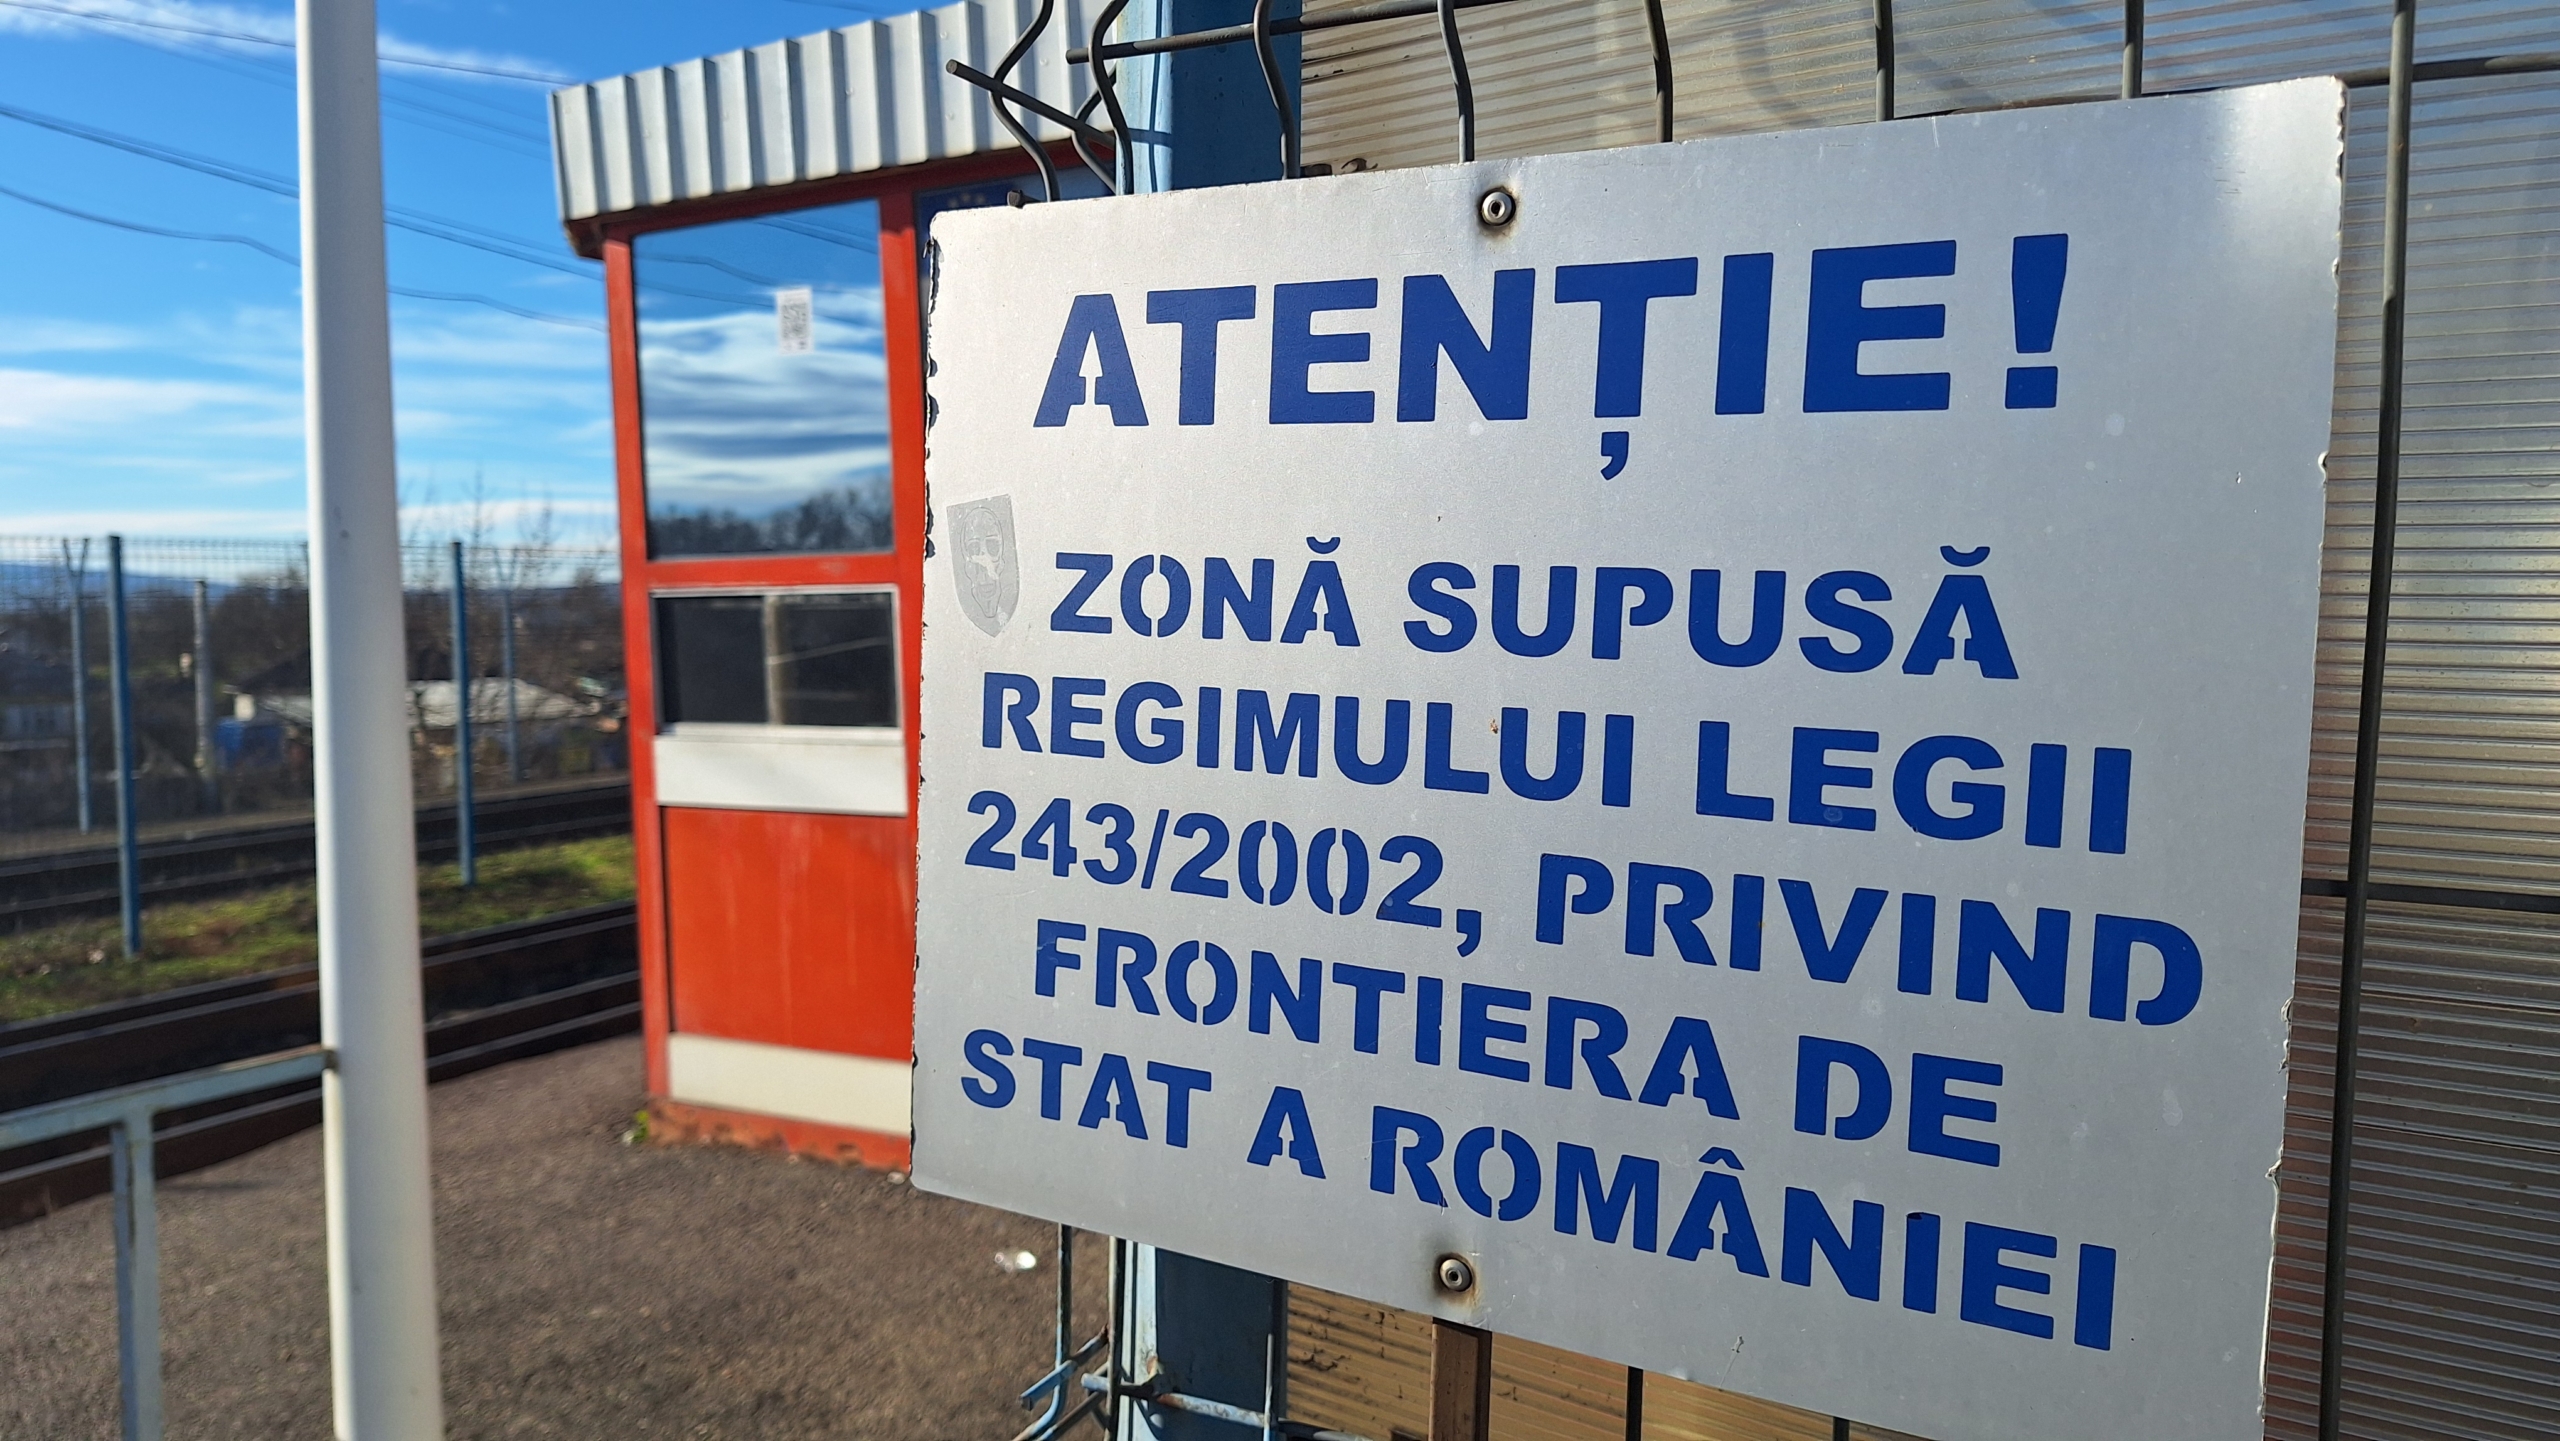 ATENȚIE!
ZONĂ SUPUSĂ
REGIMULUI LEGII
243/2002, PRIVIND
FRONTIERA DE
STAT A ROMÂNIEI